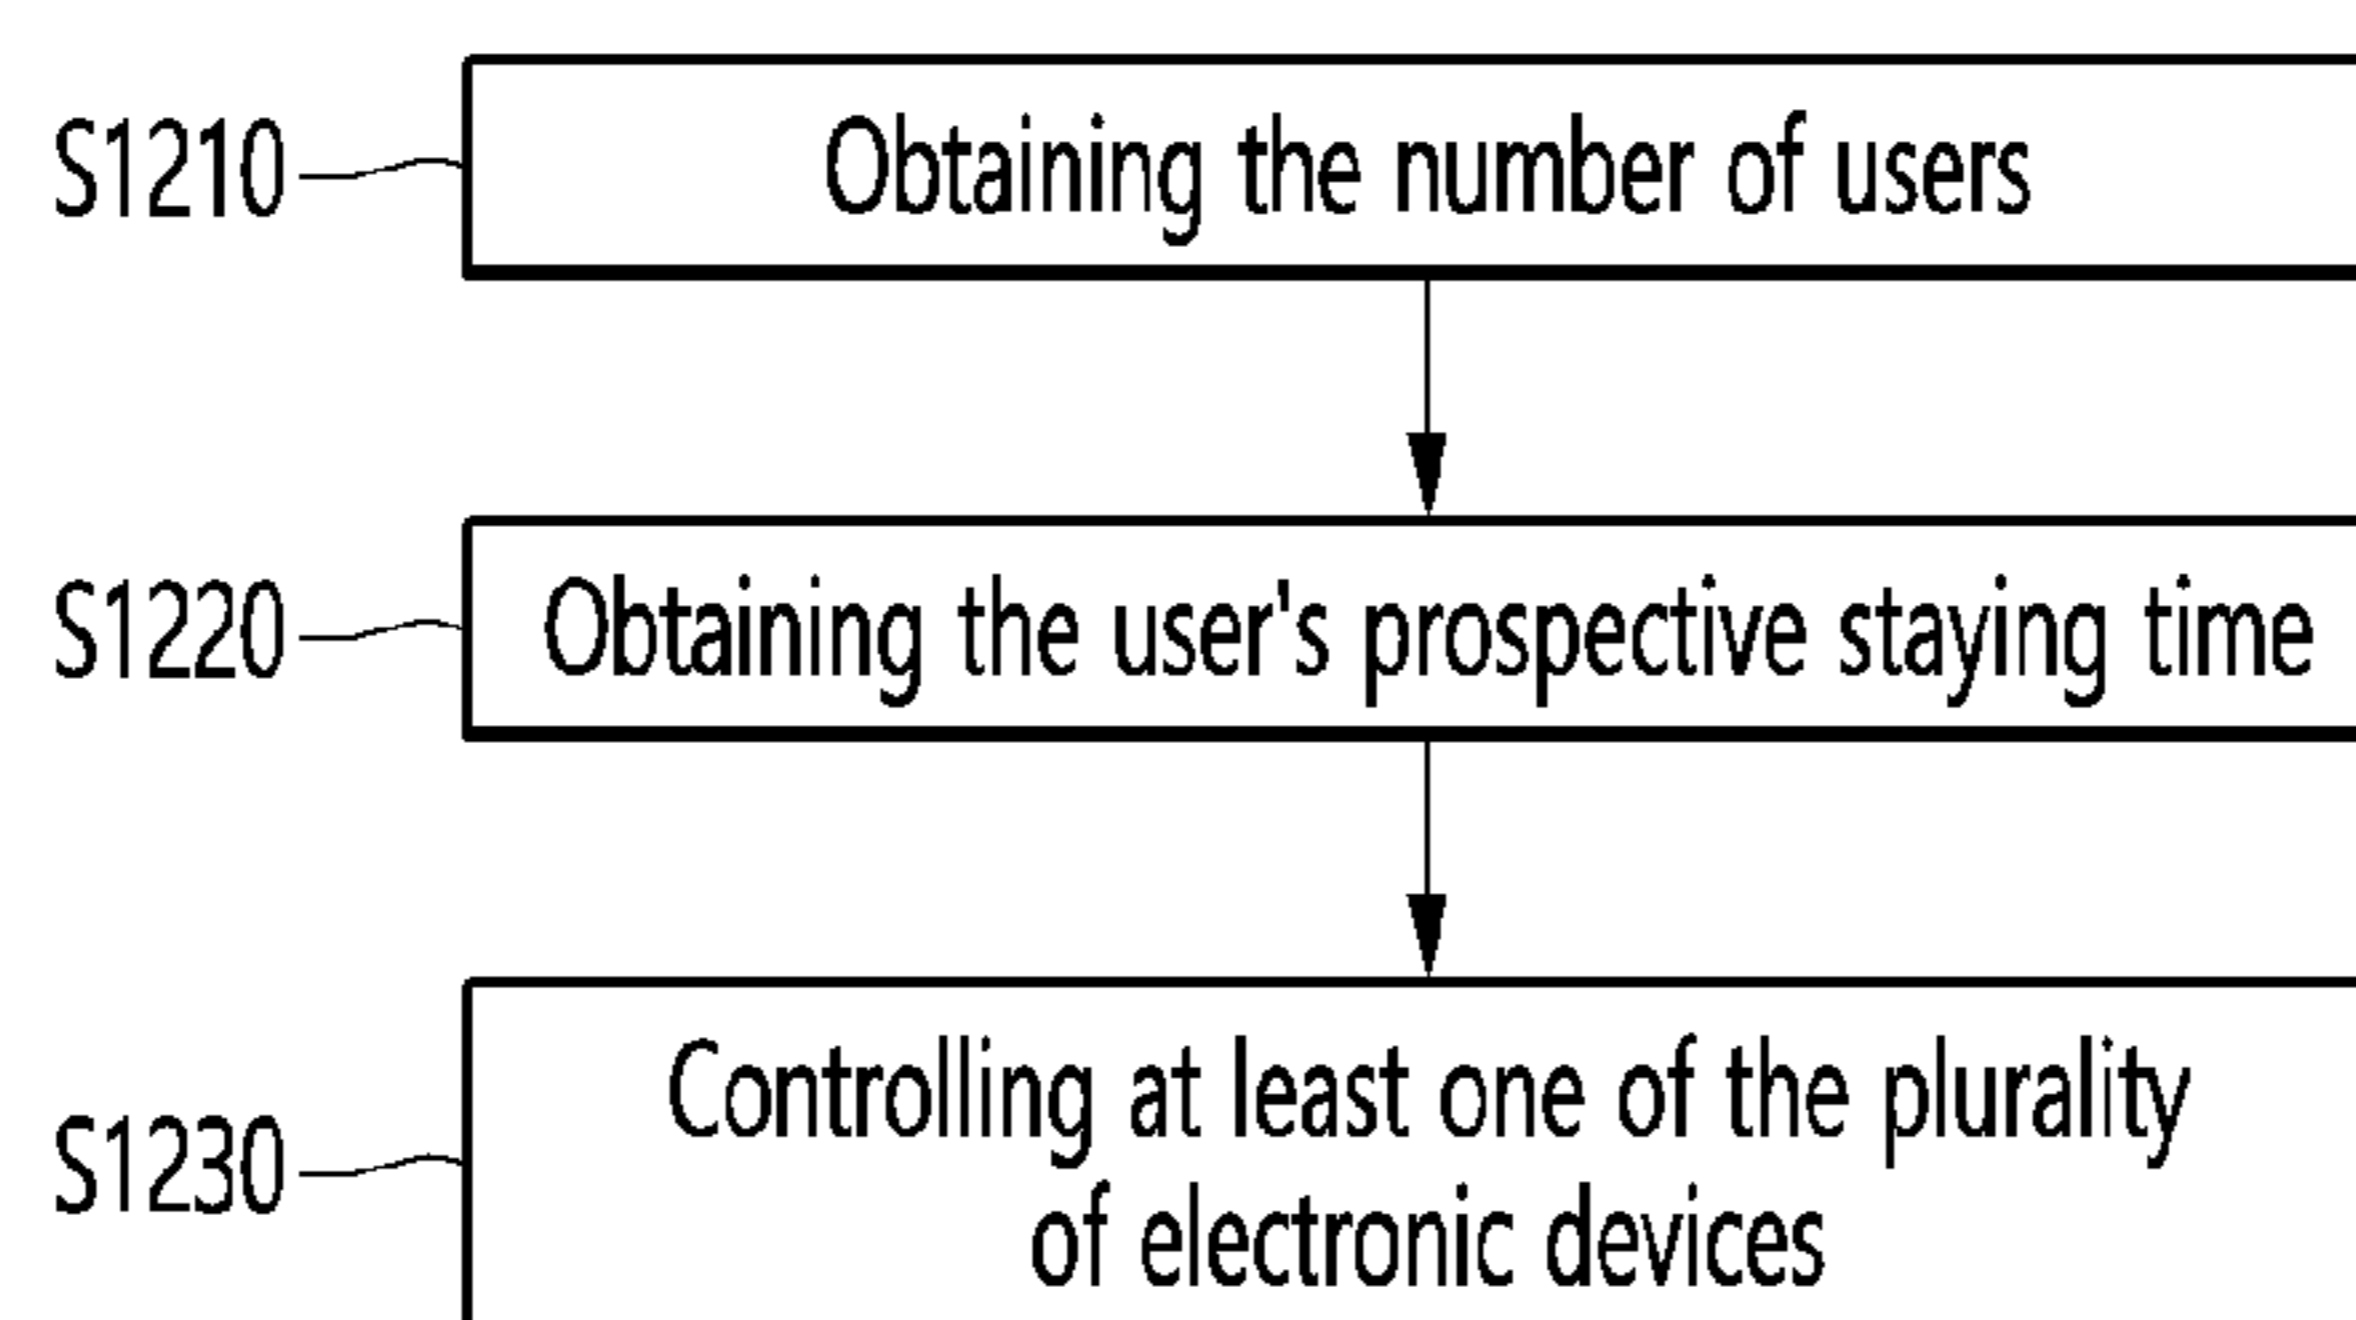 S1210 Obtaining the number of users
S1220 Obtaining the user's prospective staying time
S1230 Controlling at least one of the plurality
of electronic devices